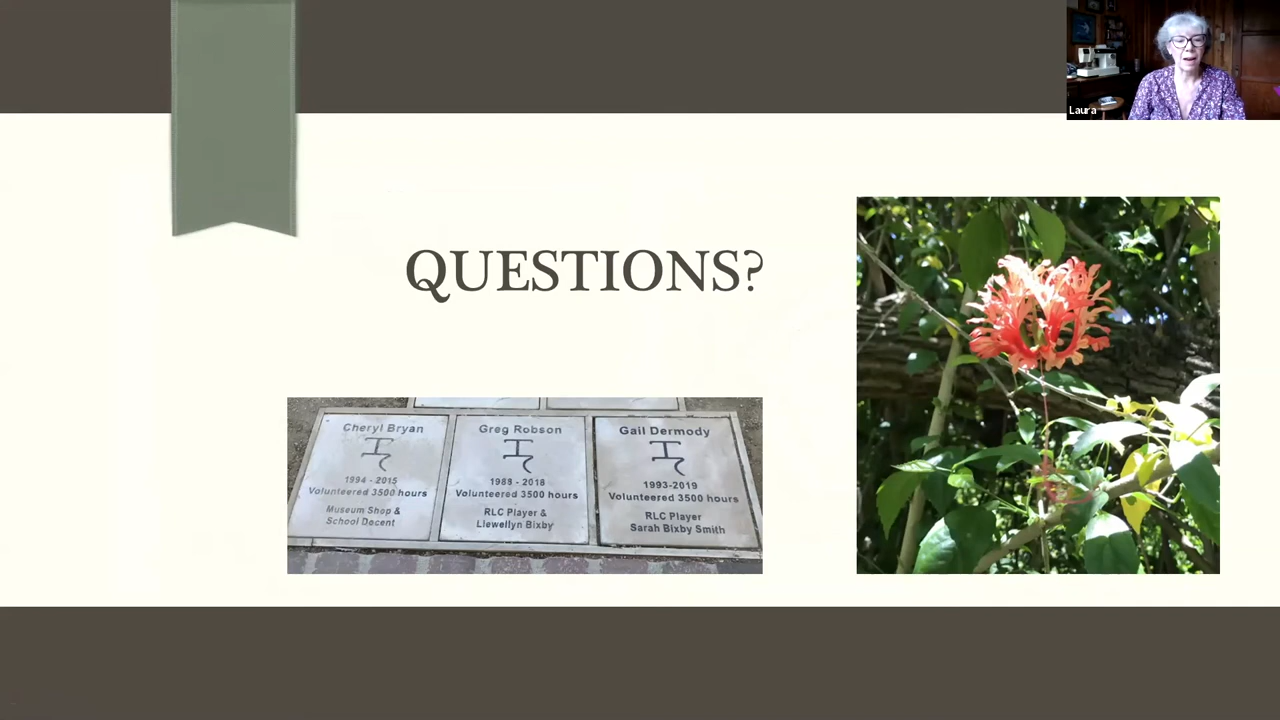 Laura
QUESTIONS?
Cheryl Bryan
1994 - 2015
Volunteered 3500 hours
Museum Shop &
School Docent
Greg Robson
1988 - 2018
Volunteered 3500 hours
RLC Player &
Llewellyn Bixby
Gail Dermody
1993-2019
Volunteered 3500 hours
RLC Player
Sarah Bixby Smith